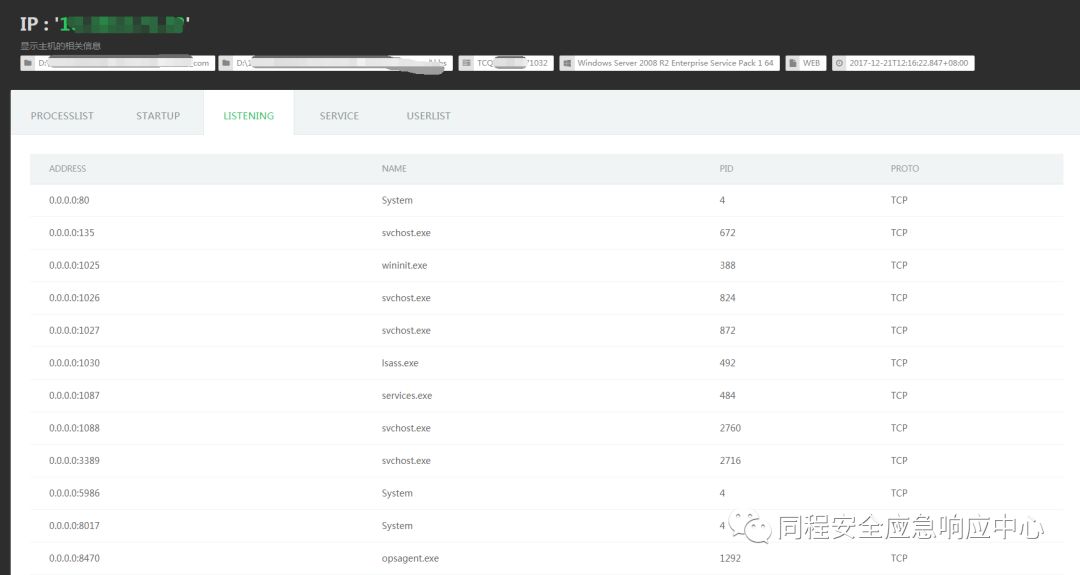 IP : '1
显示主机的相关信息
D: _com D:\1 \bbs TCQ 1032 Windows Server 2008 R2 Enterprise Service Pack 1 64 WEB 2017-12-21T12:16:22.847+08:00
PROCESSLIST STARTUP LISTENING SERVICE USERLIST
ADDRESS NAME PID PROTO
0.0.0.0:80 System 4 TCP
0.0.0.0:135 svchost.exe 672 TCP
0.0.0.0:1025 wininit.exe 388 TCP
0.0.0.0:1026 svchost.exe 824 TCP
0.0.0.0:1027 svchost.exe 872 TCP
0.0.0.0:1030 lsass.exe 492 TCP
0.0.0.0:1087 services.exe 484 TCP
0.0.0.0:1088 svchost.exe 2760 TCP
0.0.0.0:3389 svchost.exe 2716 TCP
0.0.0.0:5986 System 4 TCP
0.0.0.0:8017 System 4 TCP
同程安全应急响应中心
0.0.0.0:8470 opsagent.exe 1292 TCP